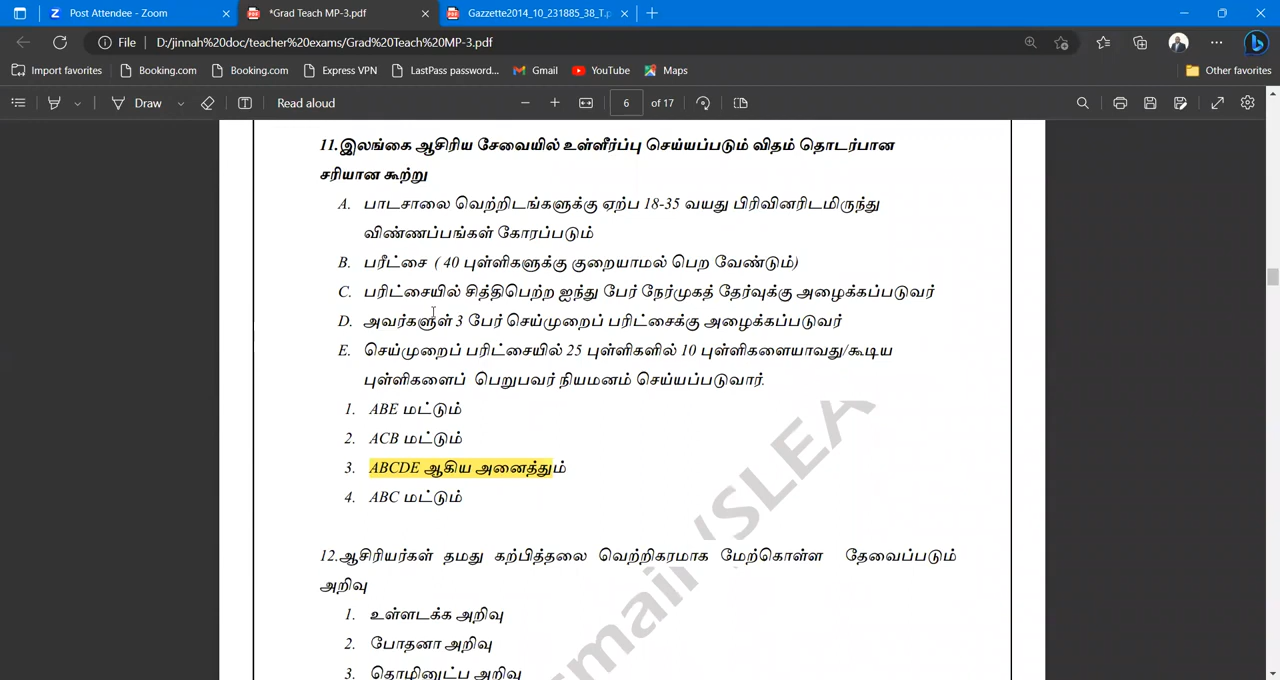 Post Attendee - Zoom
*Grad Teach MP-3.pdf
Gazzette2014_10_231885_38_T.p
File
D:/jinnah%20doc/teacher%20exams/Grad%20Teach%20MP-3.pdf
Import favorites
Booking.com
Booking.com
Express VPN
LastPass password...
Gmail
YouTube
Maps
Other favorites
Draw
Read aloud
6 of 17
11.இலங்கை ஆசிரிய சேவையில் உள்ளீர்ப்பு செய்யப்படும் விதம் தொடர்பான
சரியான கூற்று
A. பாடசாலை வெற்றிடங்களுக்கு ஏற்ப 18-35 வயது பிரிவினரிடமிருந்து
விண்ணப்பங்கள் கோரப்படும்
B. பரீட்சை ( 40 புள்ளிகளுக்கு குறையாமல் பெற வேண்டும்)
C. பரிட்சையில் சித்திபெற்ற ஐந்து பேர் நேர்முகத் தேர்வுக்கு அழைக்கப்படுவர்
D. அவர்களுள் 3 பேர் செய்முறைப் பரிட்சைக்கு அழைக்கப்படுவர்
E. செய்முறைப் பரிட்சையில் 25 புள்ளிகளில் 10 புள்ளிகளையாவது/கூடிய
புள்ளிகளைப் பெறுபவர் நியமனம் செய்யப்படுவார்.
1. ABE மட்டும்
2. ACB மட்டும்
3. ABCDE ஆகிய அனைத்தும்
4. ABC மட்டும்
12.ஆசிரியர்கள் தமது கற்பித்தலை வெற்றிகரமாக மேற்கொள்ள தேவைப்படும்
அறிவு
1. உள்ளடக்க அறிவு
2. போதனா அறிவு
3. தொழினுட்ப அறிவு
smail (SLEA